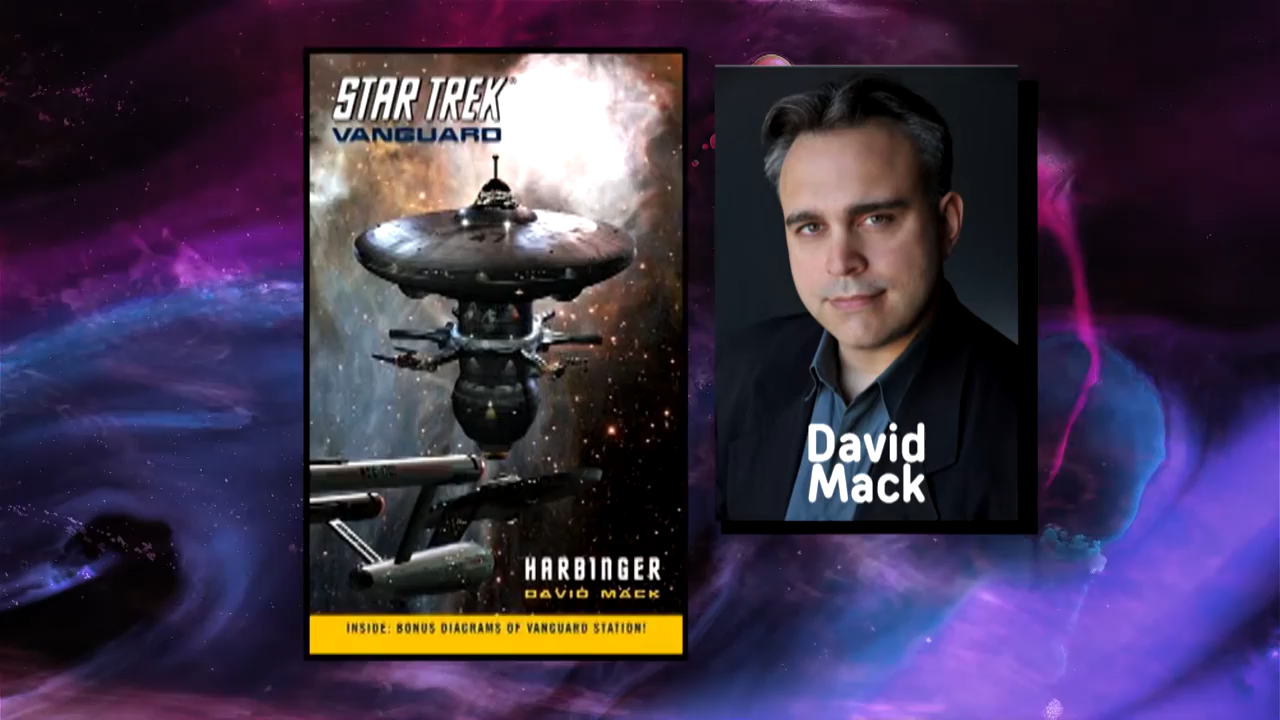 STAR TREK®
VANGUARD
HARBINGER
DAVID MACK
INSIDE: BONUS DIAGRAMS OF VANGUARD STATION!
David
Mack